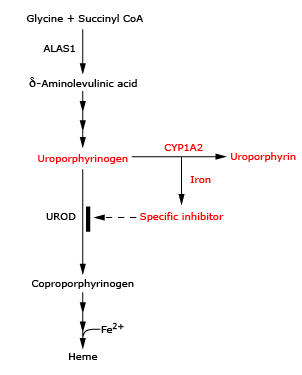 Glycine + Succinyl CoA
ALAS1
δ-Aminolevulinic acid
CYP1A2
Uroporphyrinogen
Uroporphyrin
Iron
UROD
Specific inhibitor
Coproporphyrinogen
Fe²⁺
Heme